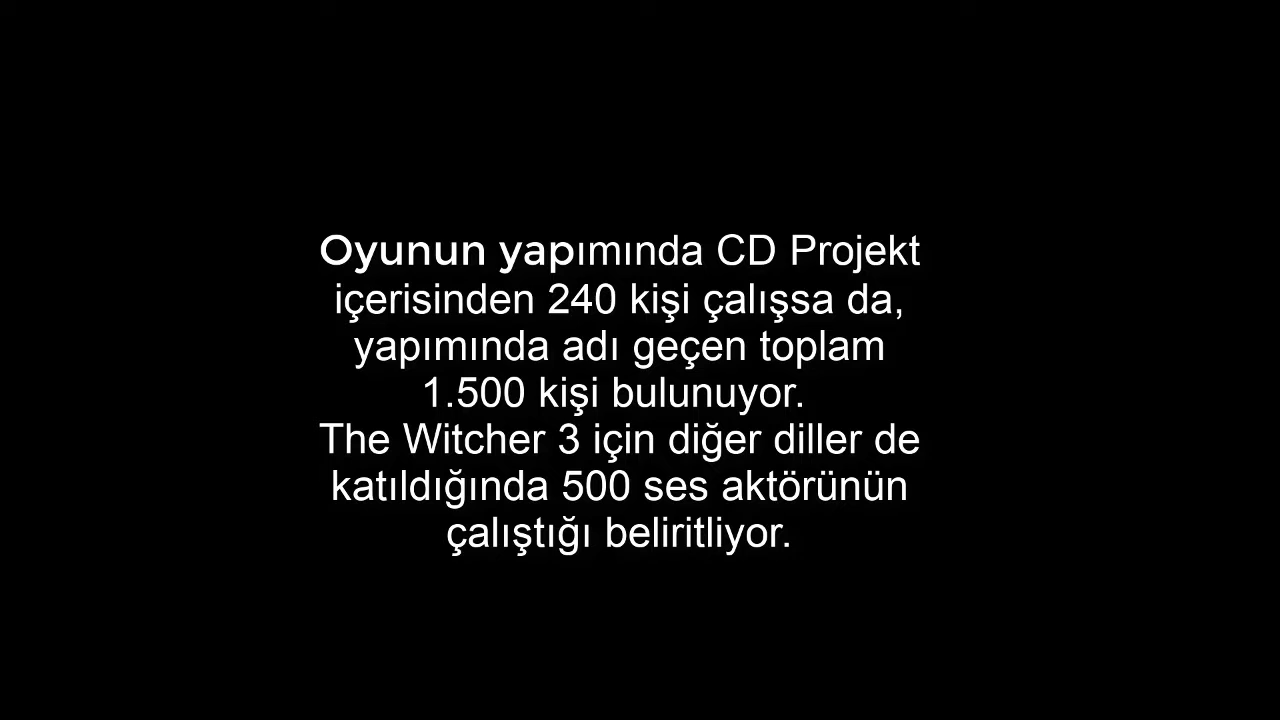 Oyunun yapımında CD Projekt
içerisinden 240 kişi çalışsa da,
yapımında adı geçen toplam
1.500 kişi bulunuyor.
The Witcher 3 için diğer diller de
katıldığında 500 ses aktörünün
çalıştığı beliritliyor.